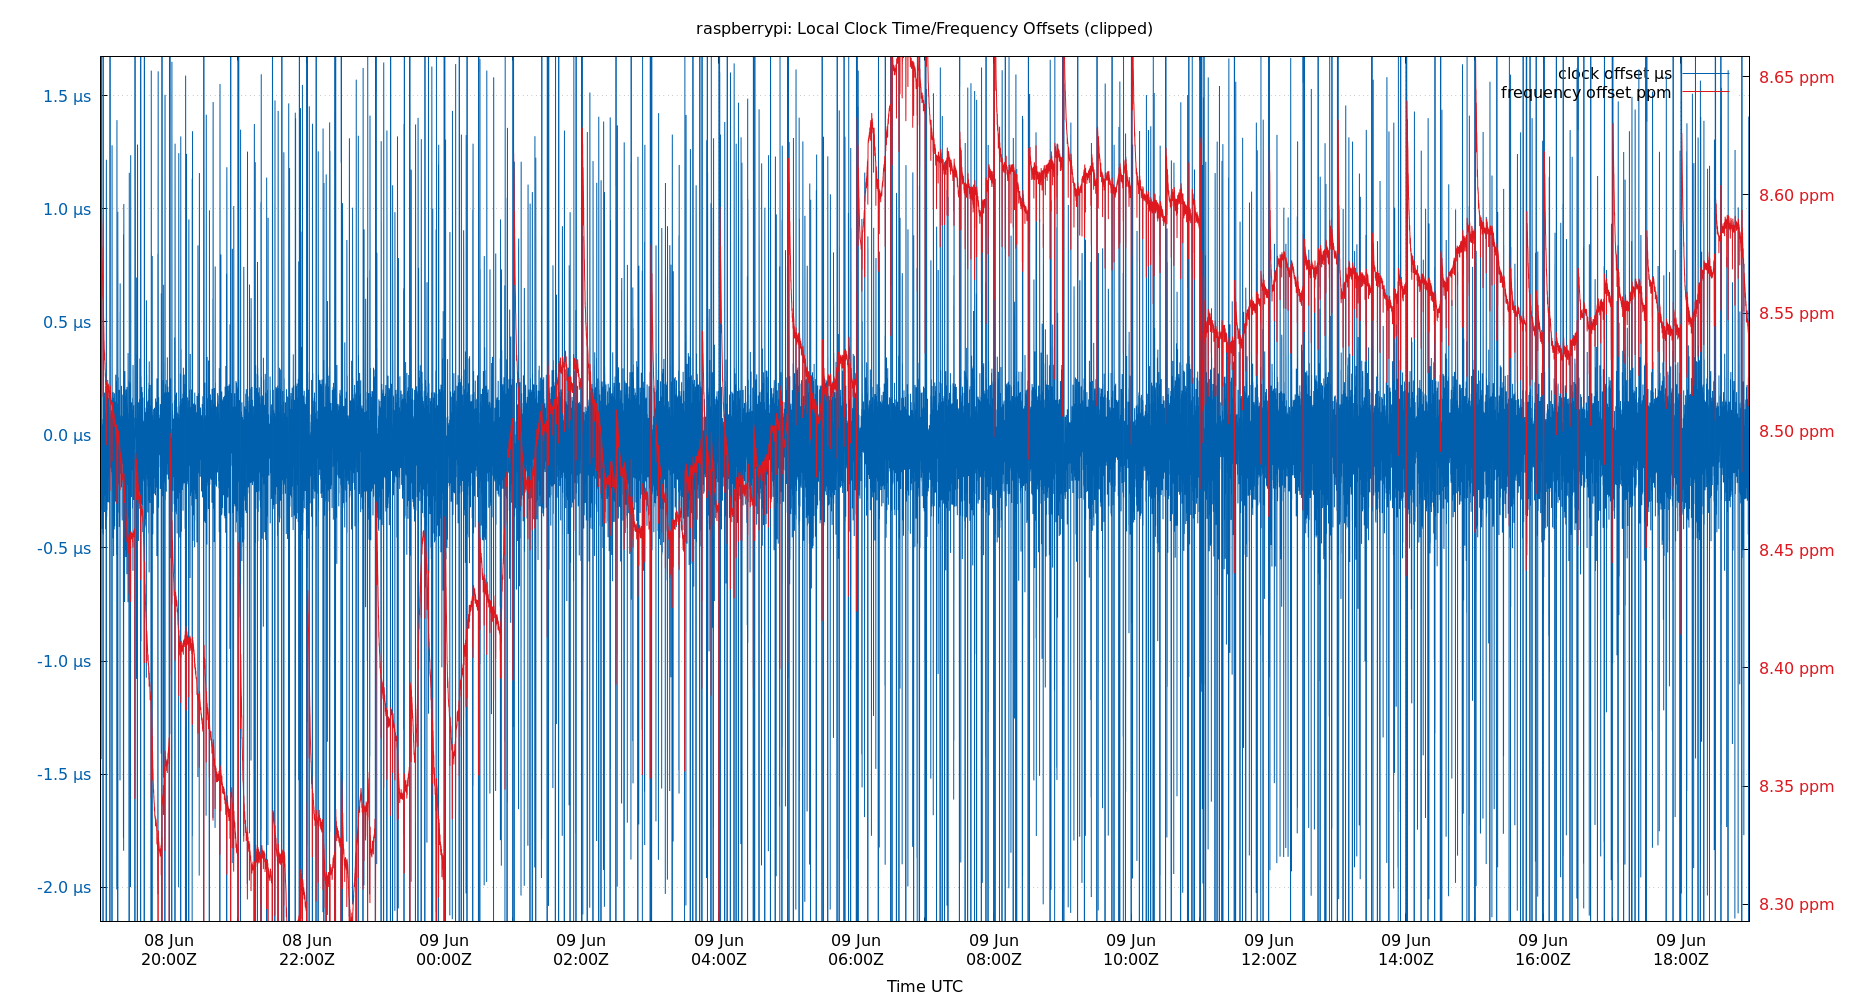 raspberrypi: Local Clock Time/Frequency Offsets (clipped)
clock offset µs
frequency offset ppm
1.5 µs
1.0 µs
0.5 µs
0.0 µs
-0.5 µs
-1.0 µs
-1.5 µs
-2.0 µs
8.65 ppm
8.60 ppm
8.55 ppm
8.50 ppm
8.45 ppm
8.40 ppm
8.35 ppm
8.30 ppm
08 Jun 08 Jun 09 Jun 09 Jun 09 Jun 09 Jun 09 Jun 09 Jun 09 Jun 09 Jun 09 Jun 09 Jun
20:00Z 22:00Z 00:00Z 02:00Z 04:00Z 06:00Z 08:00Z 10:00Z 12:00Z 14:00Z 16:00Z 18:00Z
Time UTC